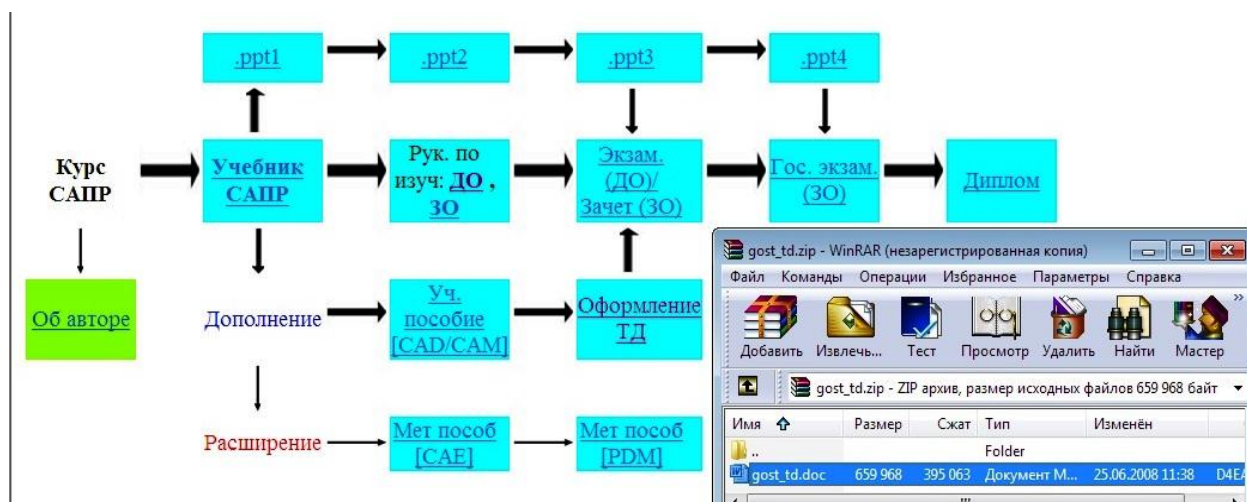 .ppt1
.ppt2
.ppt3
.ppt4
Курс
САПР
Учебник
САПР
Рук. по
изуч: ДО ,
ЗО
Экзам.
(ДО)/
Зачет (ЗО)
Гос. экзам.
(ЗО)
Диплом
Об авторе
Дополнение
Уч.
пособие
[CAD/CAM]
Оформление
ТД
Расширение
Мет пособ
[CAE]
Мет пособ
[PDM]
gost_td.zip - WinRAR (незарегистрированная копия)
Файл Команды Операции Избранное Параметры Справка
Добавить Извлечь... Тест Просмотр Удалить Найти Мастер
gost_td.zip - ZIP архив, размер исходных файлов 659 968 байт
Имя Размер Сжат Тип Изменён
.. Folder
gost_td.doc 659 968 395 063 Документ M... 25.06.2008 11:38